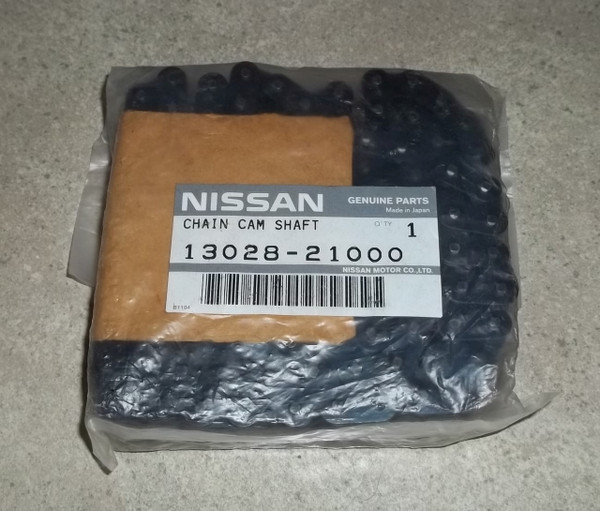 NISSAN GENUINE PARTS
Made in Japan
CHAIN CAM SHAFT Q'TY 1
13028-21000
NISSAN MOTOR CO.,LTD.